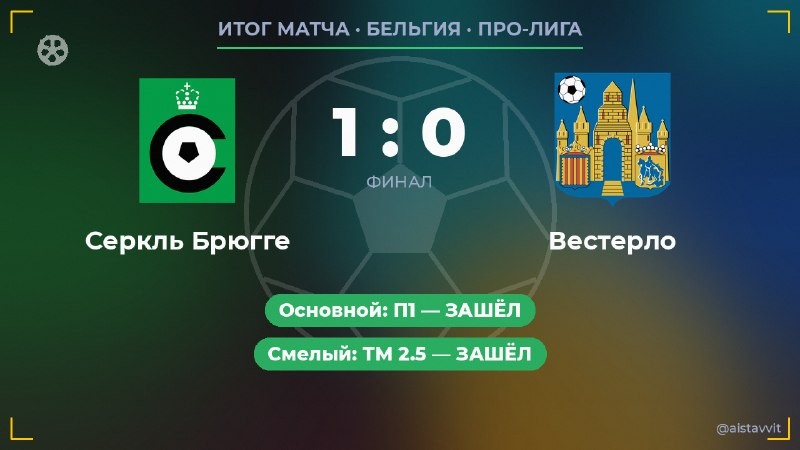 ИТОГ МАТЧА · БЕЛЬГИЯ · ПРО-ЛИГА
1 : 0
ФИНАЛ
Серкль Брюгге
Вестерло
Основной: П1 — ЗАШЁЛ
Смелый: ТМ 2.5 — ЗАШЁЛ
@aistavvit